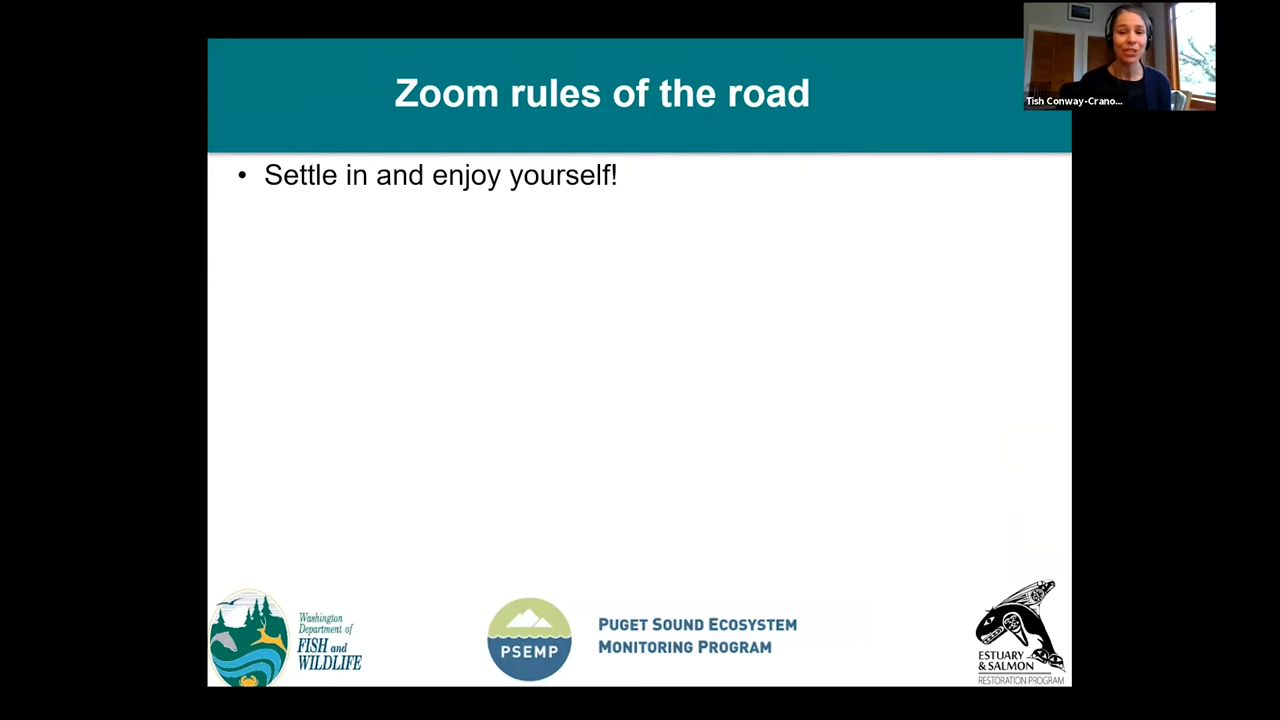 Zoom rules of the road
Tish Conway-Crano...
• Settle in and enjoy yourself!
Washington
Department of
FISH and
WILDLIFE
PSEMP
PUGET SOUND ECOSYSTEM
MONITORING PROGRAM
ESTUARY
& SALMON
RESTORATION PROGRAM